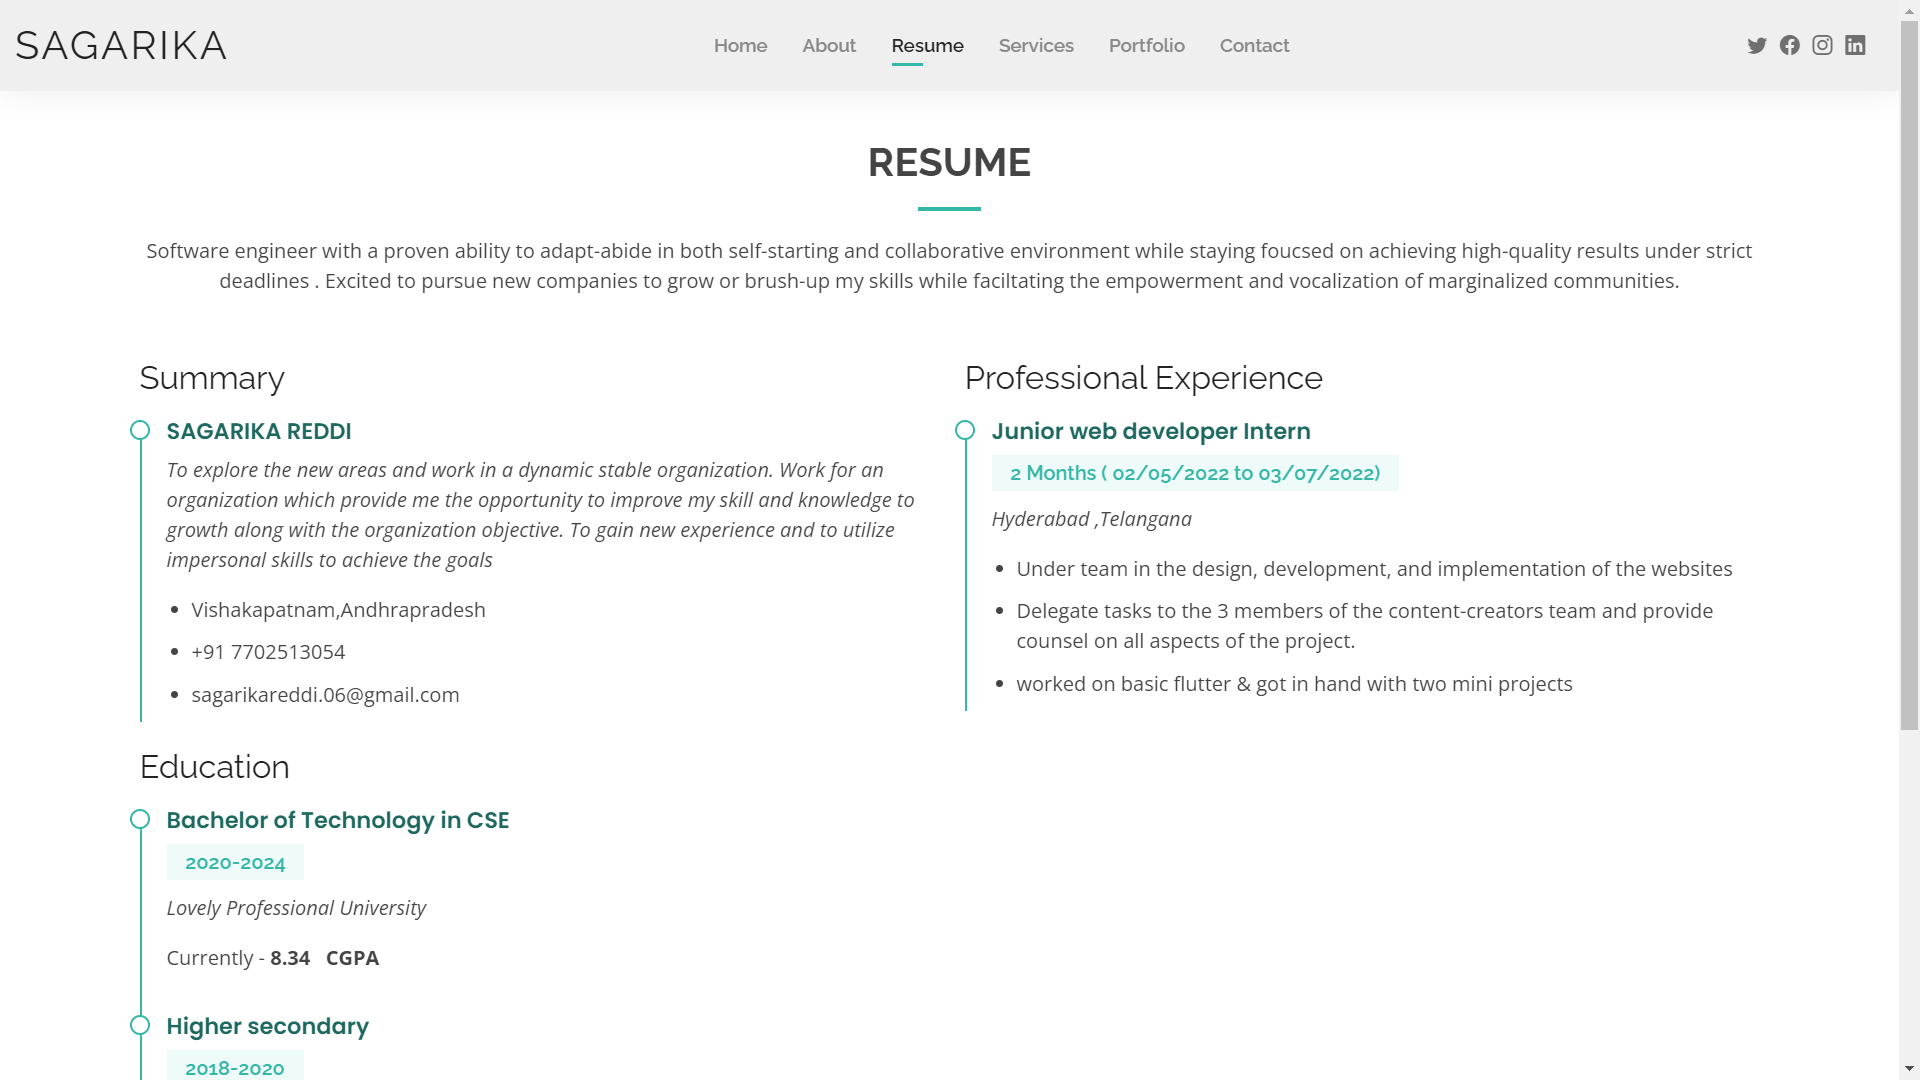 SAGARIKA
Home About Resume Services Portfolio Contact
RESUME
Software engineer with a proven ability to adapt-abide in both self-starting and collaborative environment while staying foucsed on achieving high-quality results under strict
deadlines . Excited to pursue new companies to grow or brush-up my skills while faciltating the empowerment and vocalization of marginalized communities.
Summary
SAGARIKA REDDI
To explore the new areas and work in a dynamic stable organization. Work for an
organization which provide me the opportunity to improve my skill and knowledge to
growth along with the organization objective. To gain new experience and to utilize
impersonal skills to achieve the goals
Vishakapatnam,Andhrapradesh
+91 7702513054
sagarikareddi.06@gmail.com
Education
Bachelor of Technology in CSE
2020-2024
Lovely Professional University
Currently - 8.34 CGPA
Higher secondary
2018-2020
Professional Experience
Junior web developer Intern
2 Months ( 02/05/2022 to 03/07/2022)
Hyderabad ,Telangana
Under team in the design, development, and implementation of the websites
Delegate tasks to the 3 members of the content-creators team and provide
counsel on all aspects of the project.
worked on basic flutter & got in hand with two mini projects